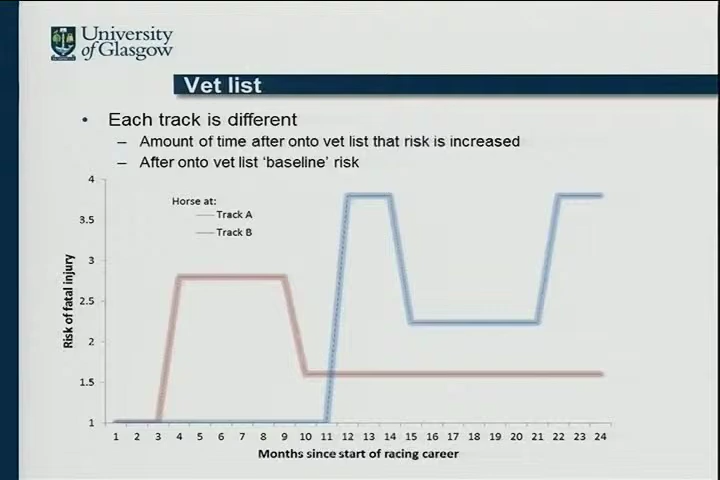 University
of Glasgow
Vet list
• Each track is different
– Amount of time after onto vet list that risk is increased
– After onto vet list ‘baseline’ risk
4
3.5
3
2.5
2
1.5
1
Risk of fatal injury
Horse at:
Track A
Track B
1 2 3 4 5 6 7 8 9 10 11 12 13 14 15 16 17 18 19 20 21 22 23 24
Months since start of racing career